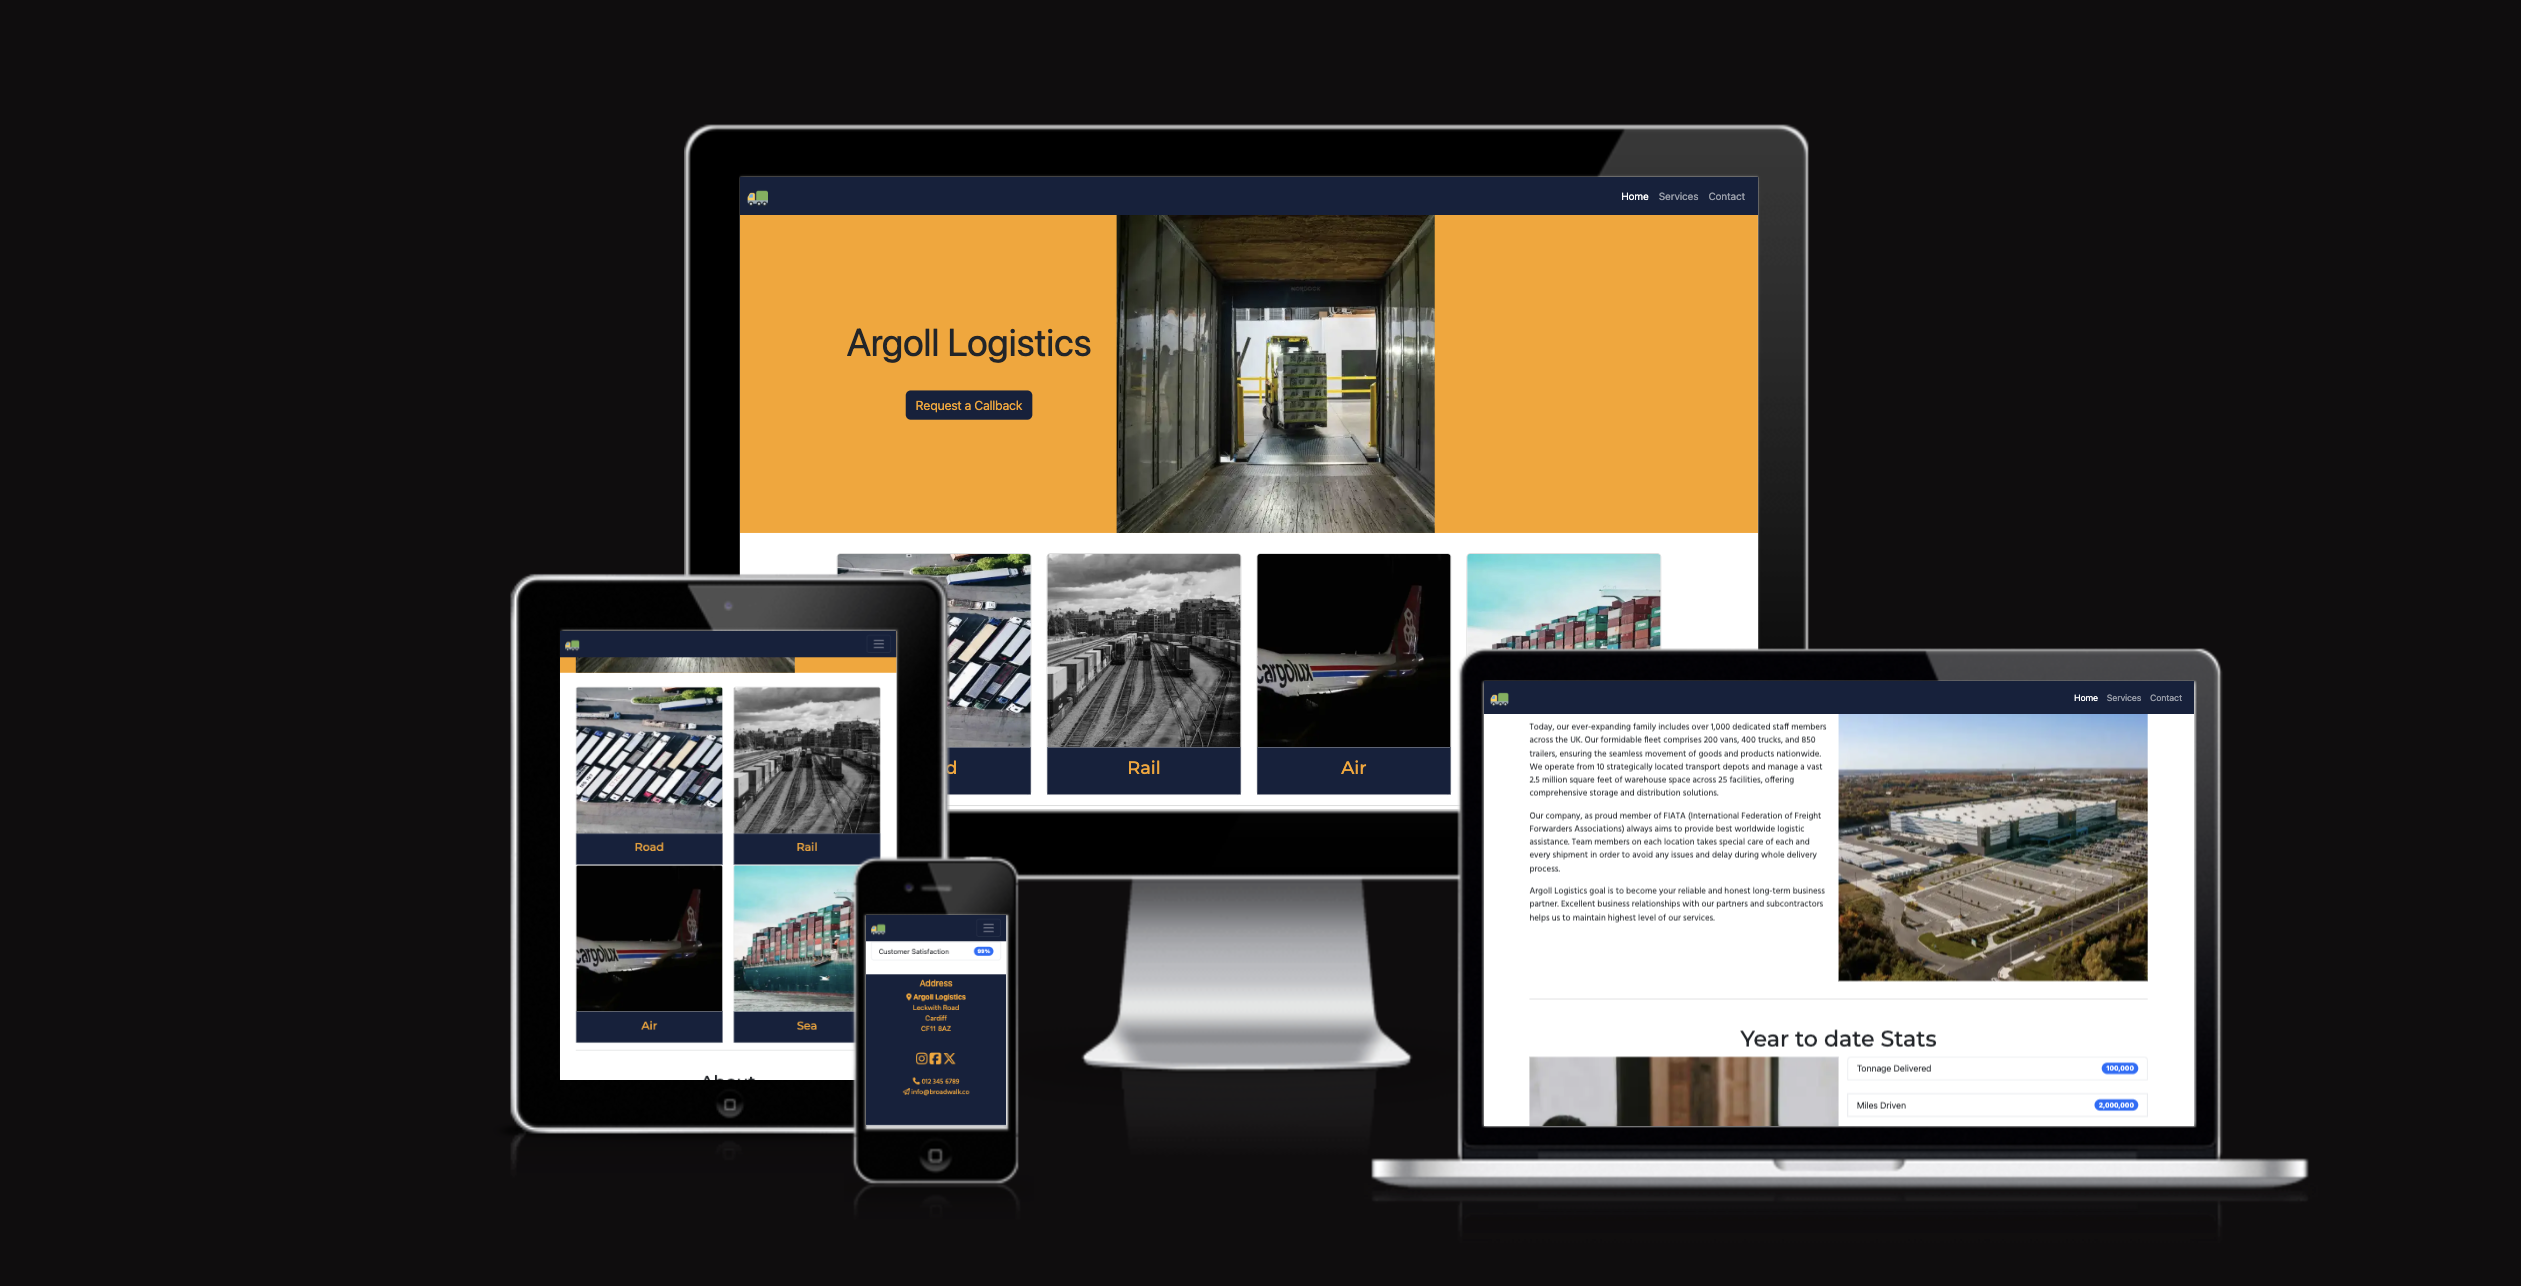 Home Services Contact
Argoll Logistics
Request a Callback
cargolux
d
Rail
Air
Road
Rail
cargolux
Air
Sea
About
Customer Satisfaction 99%
Address
Argoll Logistics
Leckwith Road
Cardiff
CF11 8AZ
012 345 6789
info@broadwalk.co
Home Services Contact
Today, our ever-expanding family includes over 1,000 dedicated staff members
across the UK. Our formidable fleet comprises 200 vans, 400 trucks, and 850
trailers, ensuring the seamless movement of goods and products nationwide.
We operate from 10 strategically located transport depots and manage a vast
2.5 million square feet of warehouse space across 25 facilities, offering
comprehensive storage and distribution solutions.
Our company, as proud member of FIATA (International Federation of Freight
Forwarders Associations) always aims to provide best worldwide logistic
assistance. Team members on each location takes special care of each and
every shipment in order to avoid any issues and delay during whole delivery
process.
Argoll Logistics goal is to become your reliable and honest long-term business
partner. Excellent business relationships with our partners and subcontractors
helps us to maintain highest level of our services.
Year to date Stats
Tonnage Delivered 100,000
Miles Driven 2,000,000